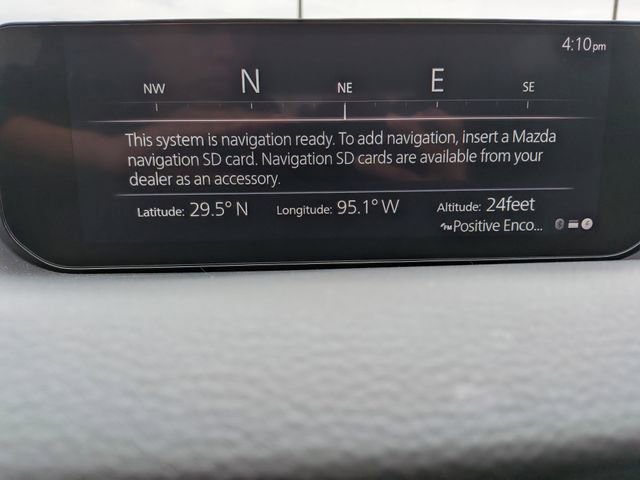 4:10pm
NW N NE E SE
This system is navigation ready. To add navigation, insert a Mazda
navigation SD card. Navigation SD cards are available from your
dealer as an accessory.
Latitude: 29.5° N Longitude: 95.1° W Altitude: 24feet
FM Positive Enco...